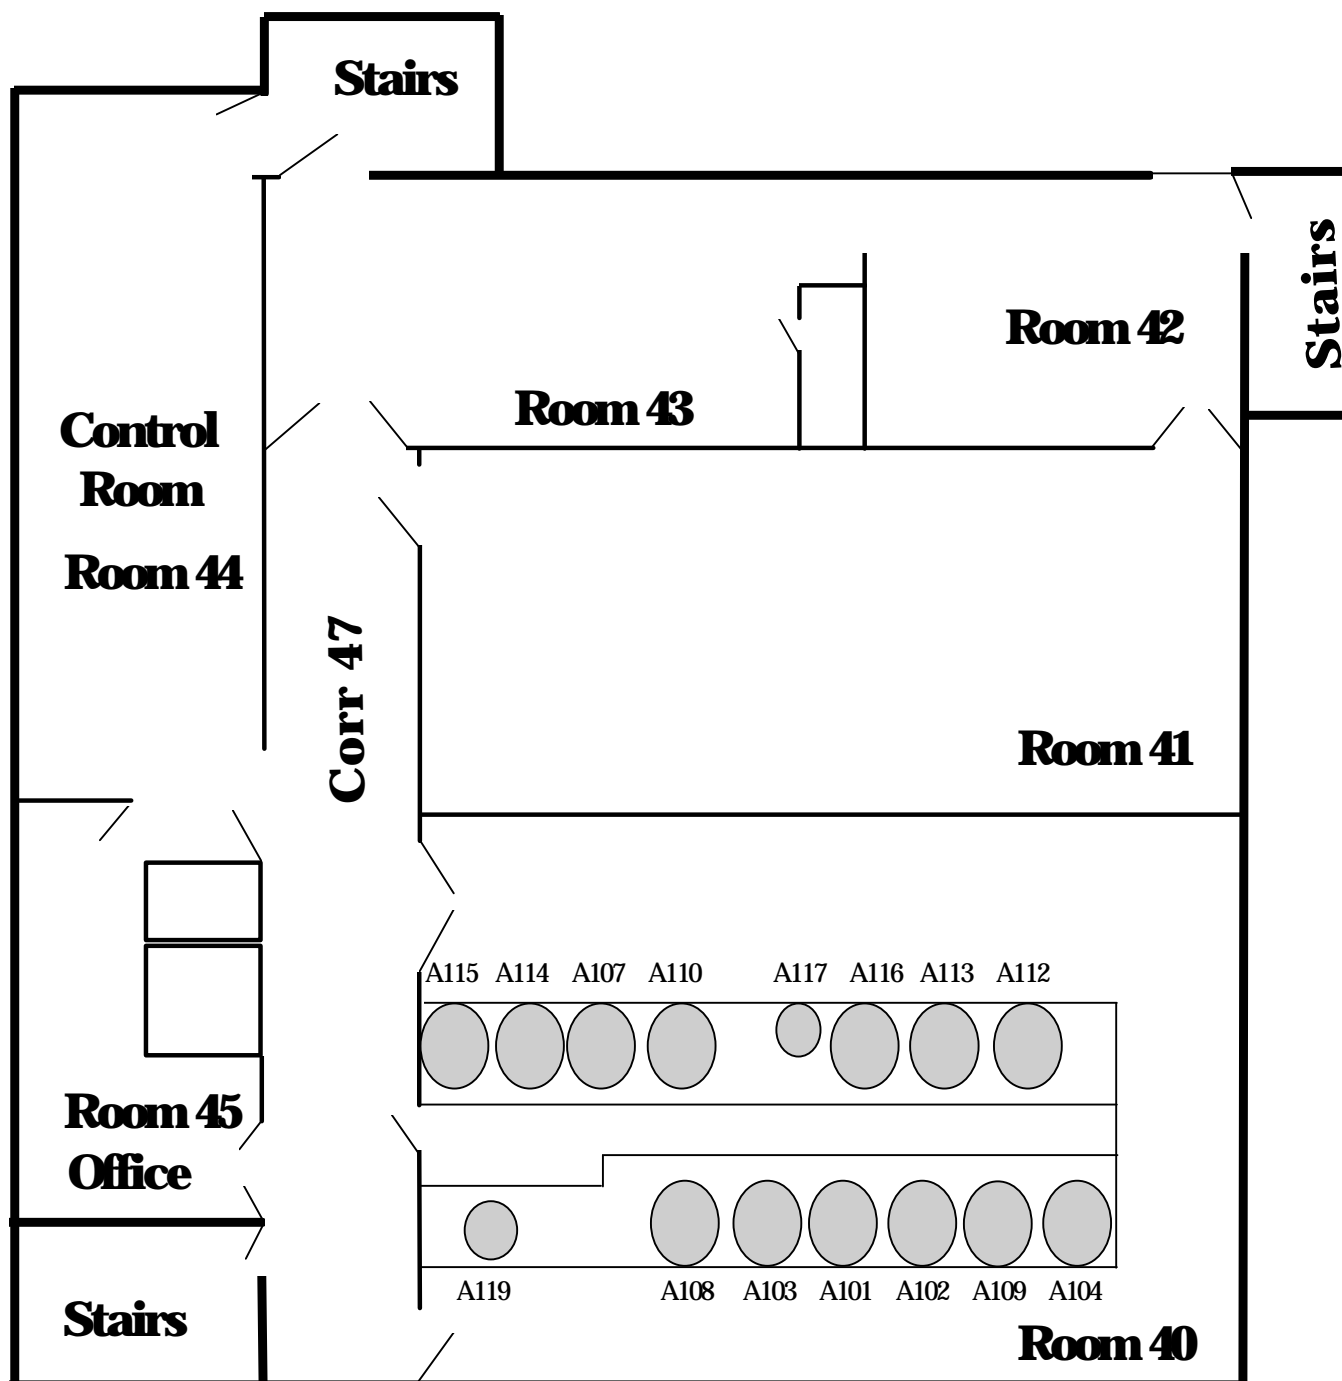 Stairs
Stairs
Room 42
Room 43
Control
Room
Room 44
Corr 47
Room 41
A115 A114 A107 A110 A117 A116 A113 A112
Room 45
Office
A119 A108 A103 A101 A102 A109 A104
Stairs
Room 40